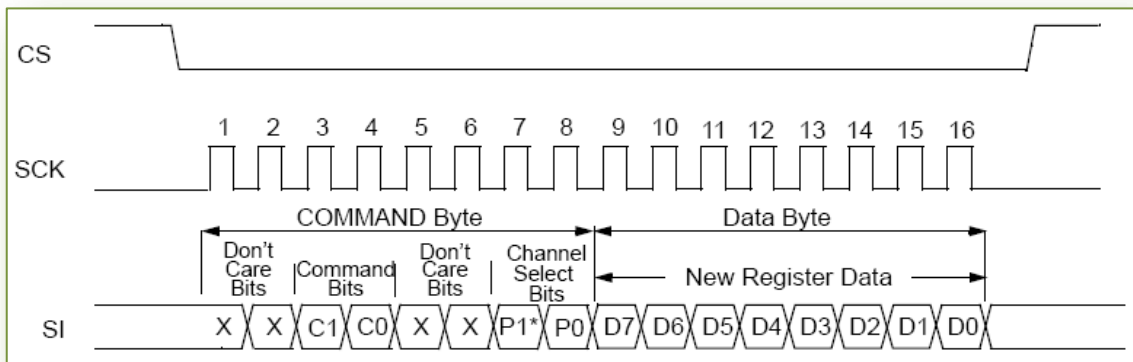 CS
1 2 3 4 5 6 7 8 9 10 11 12 13 14 15 16
SCK
COMMAND Byte Data Byte
Don't Care Bits Command Bits Don't Care Bits Channel Select Bits New Register Data
SI X X C1 C0 X X P1* P0 D7 D6 D5 D4 D3 D2 D1 D0